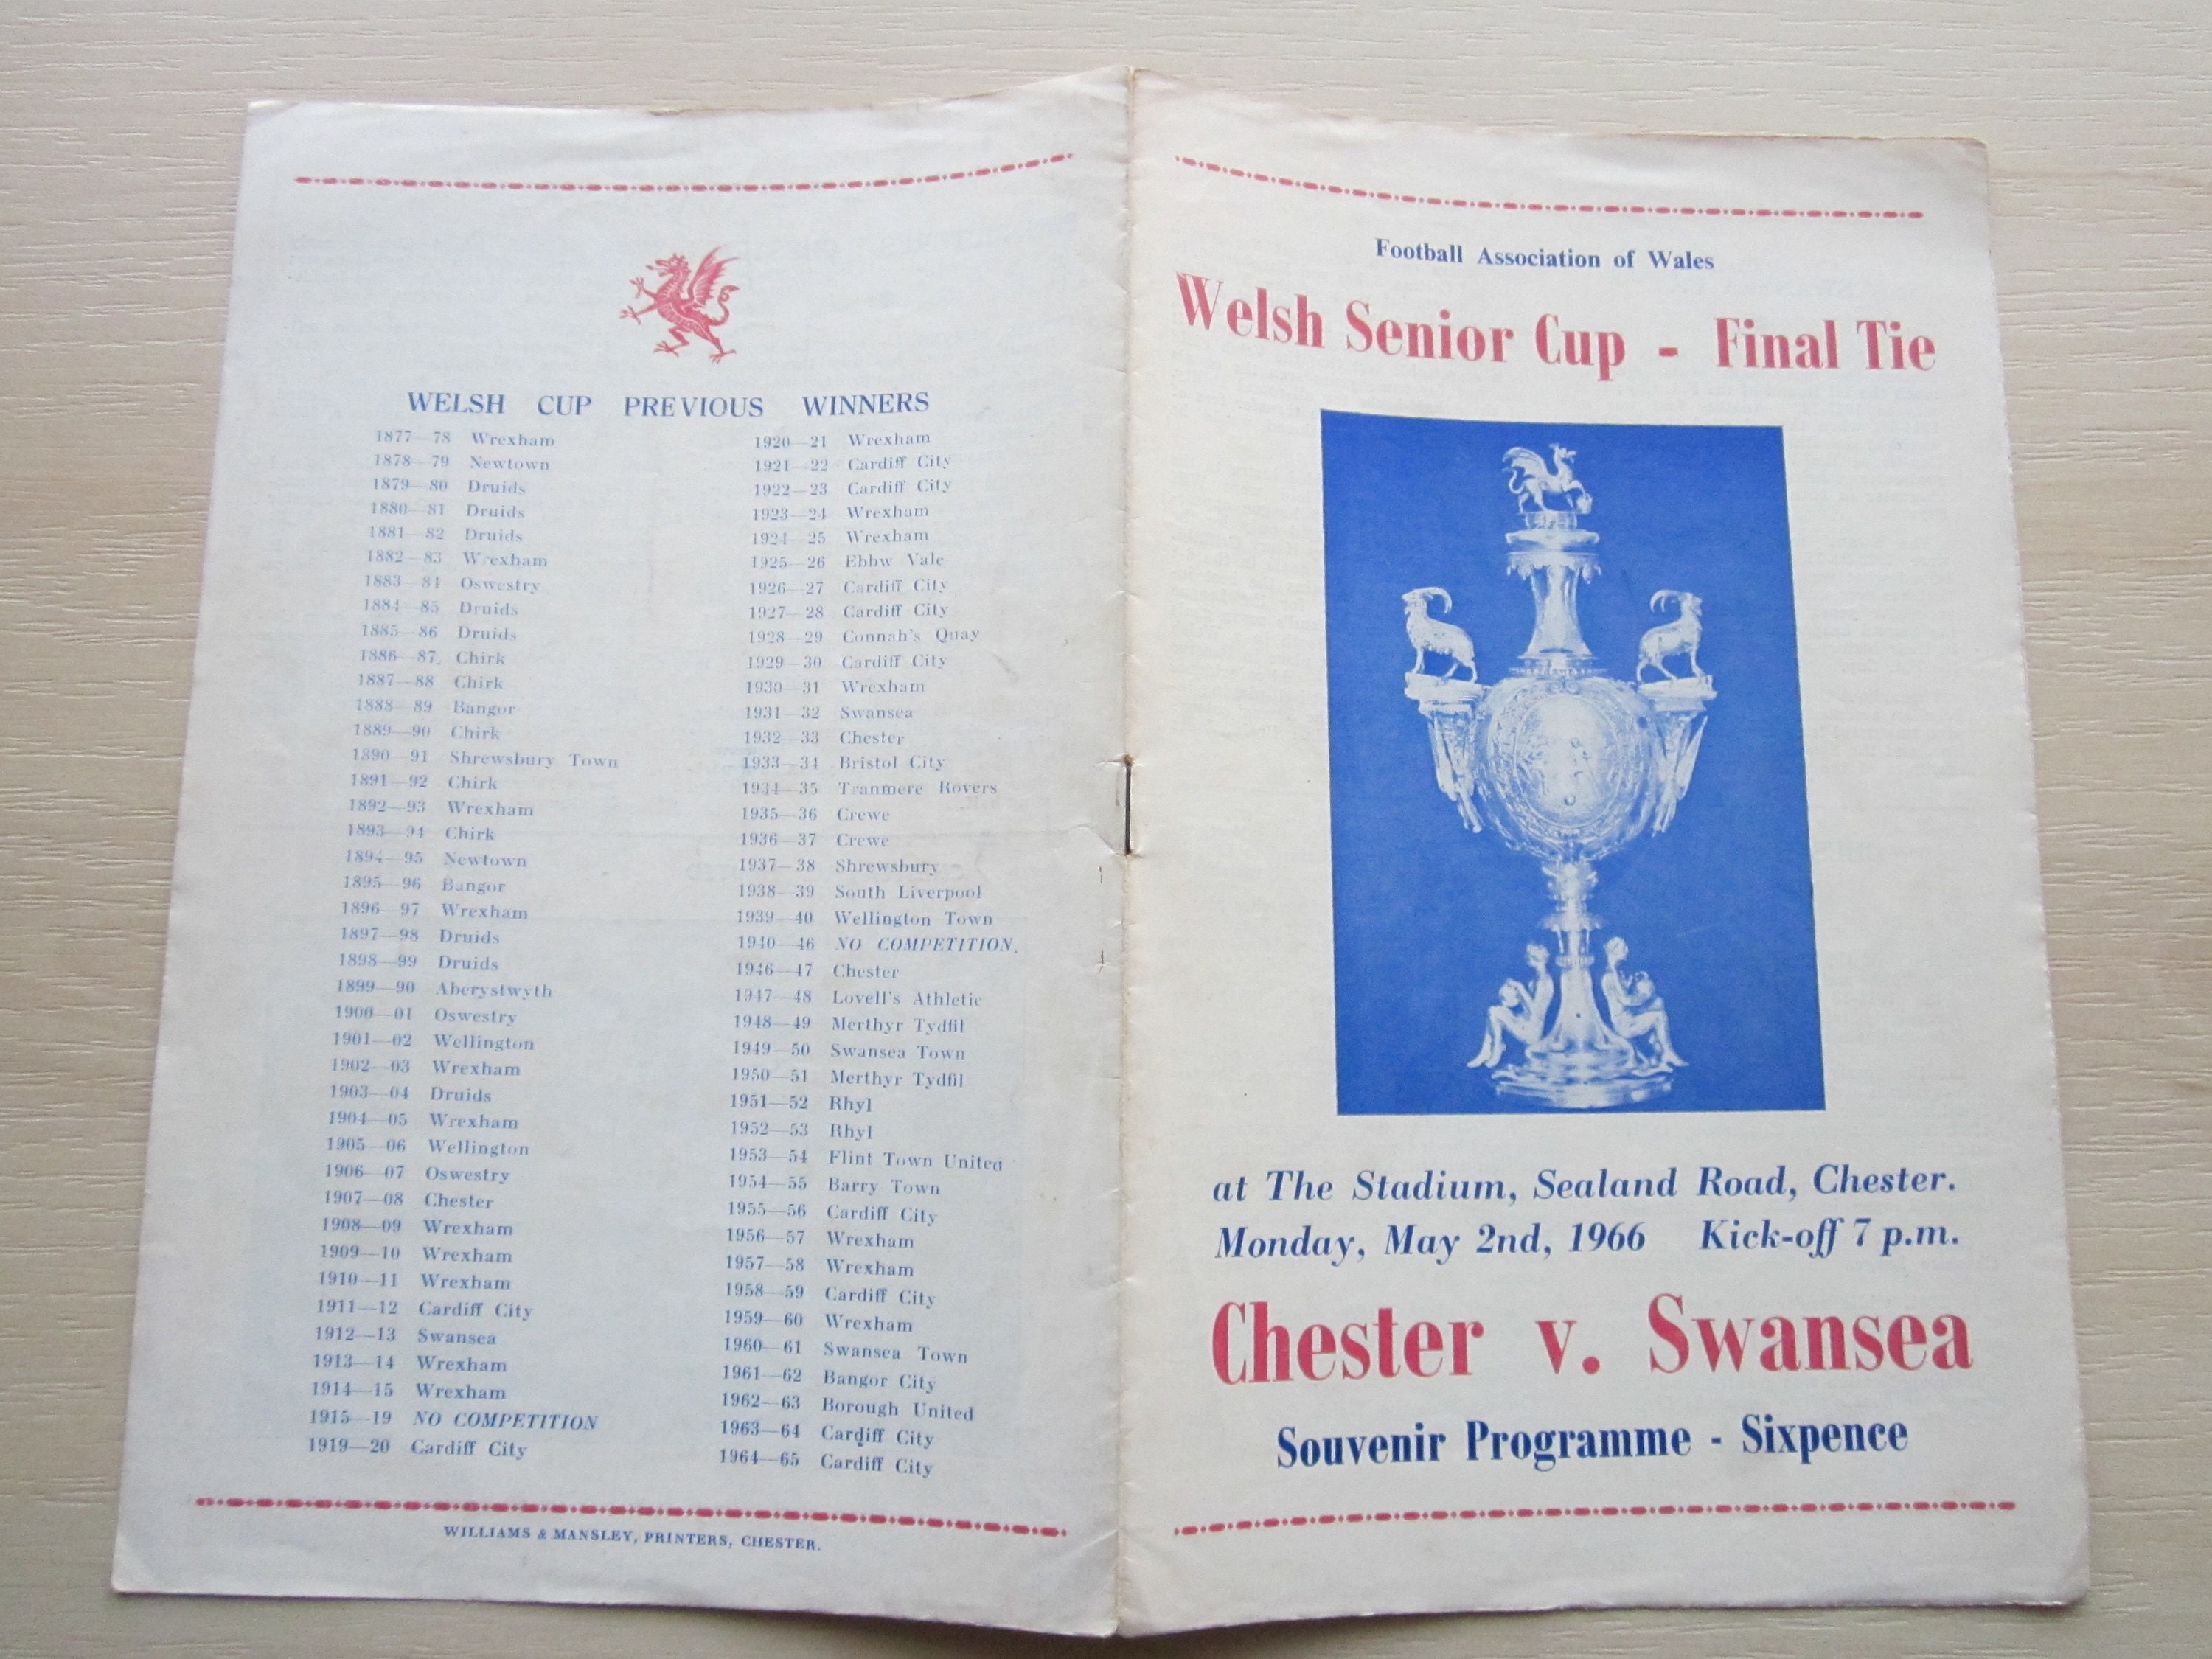 WELSH CUP PREVIOUS WINNERS
1877—78 Wrexham
1878—79 Newtown
1879—80 Druids
1880—81 Druids
1881—82 Druids
1882—83 Wrexham
1883—84 Oswestry
1884—85 Druids
1885—86 Druids
1886—87 Chirk
1887—88 Chirk
1888—89 Bangor
1889—90 Chirk
1890—91 Shrewsbury Town
1891—92 Chirk
1892—93 Wrexham
1893—94 Chirk
1894—95 Newtown
1895—96 Bangor
1896—97 Wrexham
1897—98 Druids
1898—99 Druids
1899—90 Aberystwyth
1900—01 Oswestry
1901—02 Wellington
1902—03 Wrexham
1903—04 Druids
1904—05 Wrexham
1905—06 Wellington
1906—07 Oswestry
1907—08 Chester
1908—09 Wrexham
1909—10 Wrexham
1910—11 Wrexham
1911—12 Cardiff City
1912—13 Swansea
1913—14 Wrexham
1914—15 Wrexham
1915—19 NO COMPETITION
1919—20 Cardiff City
1920—21 Wrexham
1921—22 Cardiff City
1922—23 Cardiff City
1923—24 Wrexham
1924—25 Wrexham
1925—26 Ebbw Vale
1926—27 Cardiff City
1927—28 Cardiff City
1928—29 Connah's Quay
1929—30 Cardiff City
1930—31 Wrexham
1931—32 Swansea
1932—33 Chester
1933—34 Bristol City
1934—35 Tranmere Rovers
1935—36 Crewe
1936—37 Crewe
1937—38 Shrewsbury
1938—39 South Liverpool
1939—40 Wellington Town
1940—46 NO COMPETITION.
1946—47 Chester
1947—48 Lovell's Athletic
1948—49 Merthyr Tydfil
1949—50 Swansea Town
1950—51 Merthyr Tydfil
1951—52 Rhyl
1952—53 Rhyl
1953—54 Flint Town United
1954—55 Barry Town
1955—56 Cardiff City
1956—57 Wrexham
1957—58 Wrexham
1958—59 Cardiff City
1959—60 Wrexham
1960—61 Swansea Town
1961—62 Bangor City
1962—63 Borough United
1963—64 Cardiff City
1964—65 Cardiff City
WILLIAMS & MANSLEY, PRINTERS, CHESTER.
Football Association of Wales
Welsh Senior Cup - Final Tie
at The Stadium, Sealand Road, Chester.
Monday, May 2nd, 1966 Kick-off 7 p.m.
Chester v. Swansea
Souvenir Programme - Sixpence